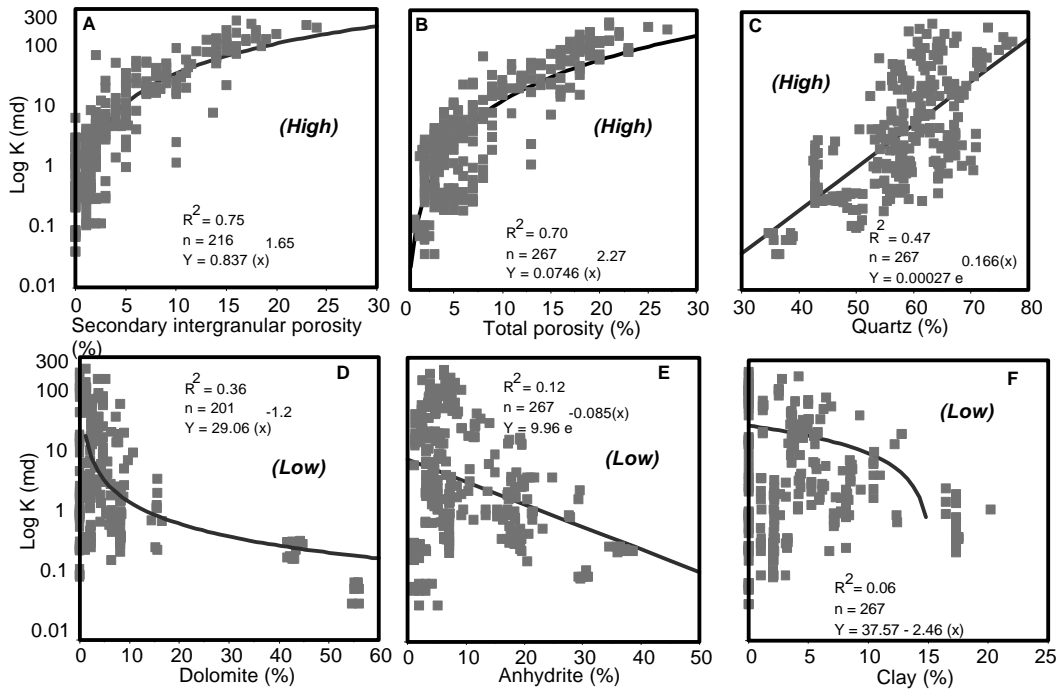 A
300
100
10
1
0.1
0.01
Log K (md)
(High)
R2 = 0.75
n = 216
Y = 0.837 (x) 1.65
0 5 10 15 20 25 30
Secondary intergranular porosity
(%)
B
(High)
R2 = 0.70
n = 267
Y = 0.0746 (x) 2.27
0 5 10 15 20 25 30
Total porosity (%)
C
(High)
R2 = 0.47
n = 267
Y = 0.00027 e 0.166(x)
30 40 50 60 70 80
Quartz (%)
D
300
100
10
1
0.1
0.01
Log K (md)
R2 = 0.36
n = 201
Y = 29.06 (x) -1.2
(Low)
0 10 20 30 40 50 60
Dolomite (%)
E
R2 = 0.12
n = 267
Y = 9.96 e -0.085(x)
(Low)
0 10 20 30 40 50
Anhydrite (%)
F
(Low)
R2 = 0.06
n = 267
Y = 37.57 - 2.46 (x)
0 5 10 15 20 25
Clay (%)